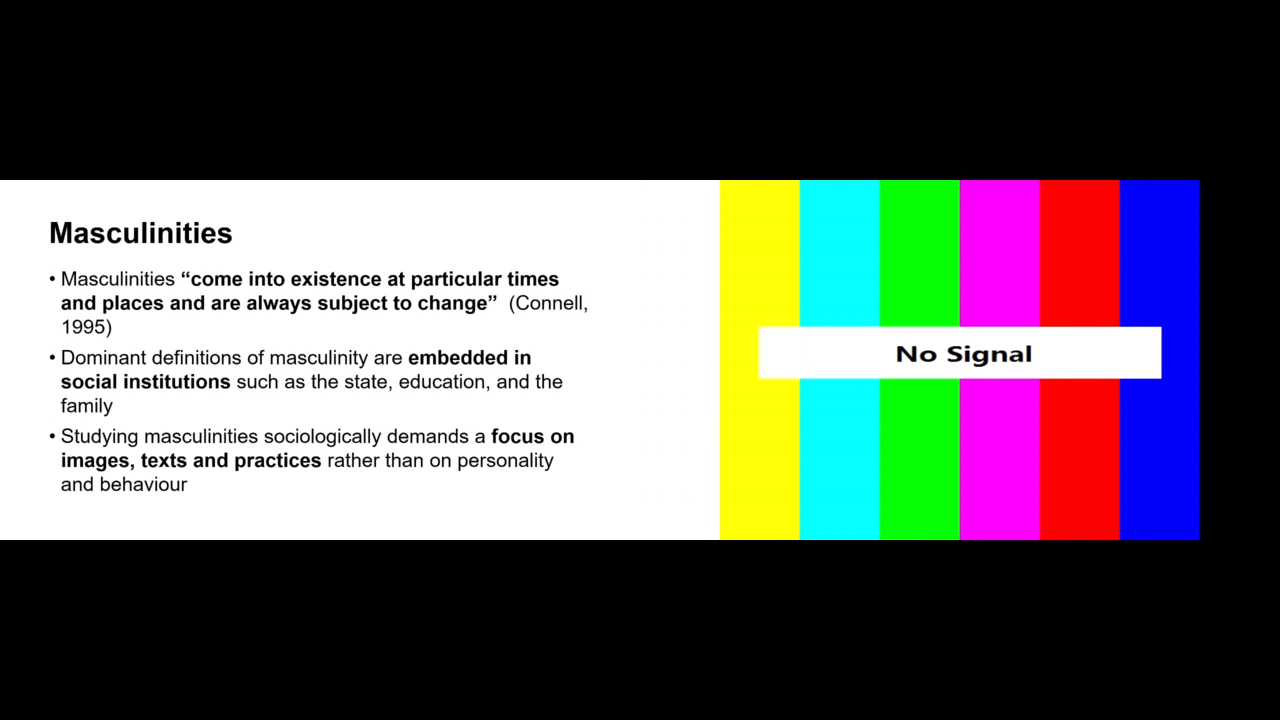 Masculinities
• Masculinities “come into existence at particular times
and places and are always subject to change”  (Connell,
1995)
• Dominant definitions of masculinity are embedded in
social institutions such as the state, education, and the
family
• Studying masculinities sociologically demands a focus on
images, texts and practices rather than on personality
and behaviour
No Signal